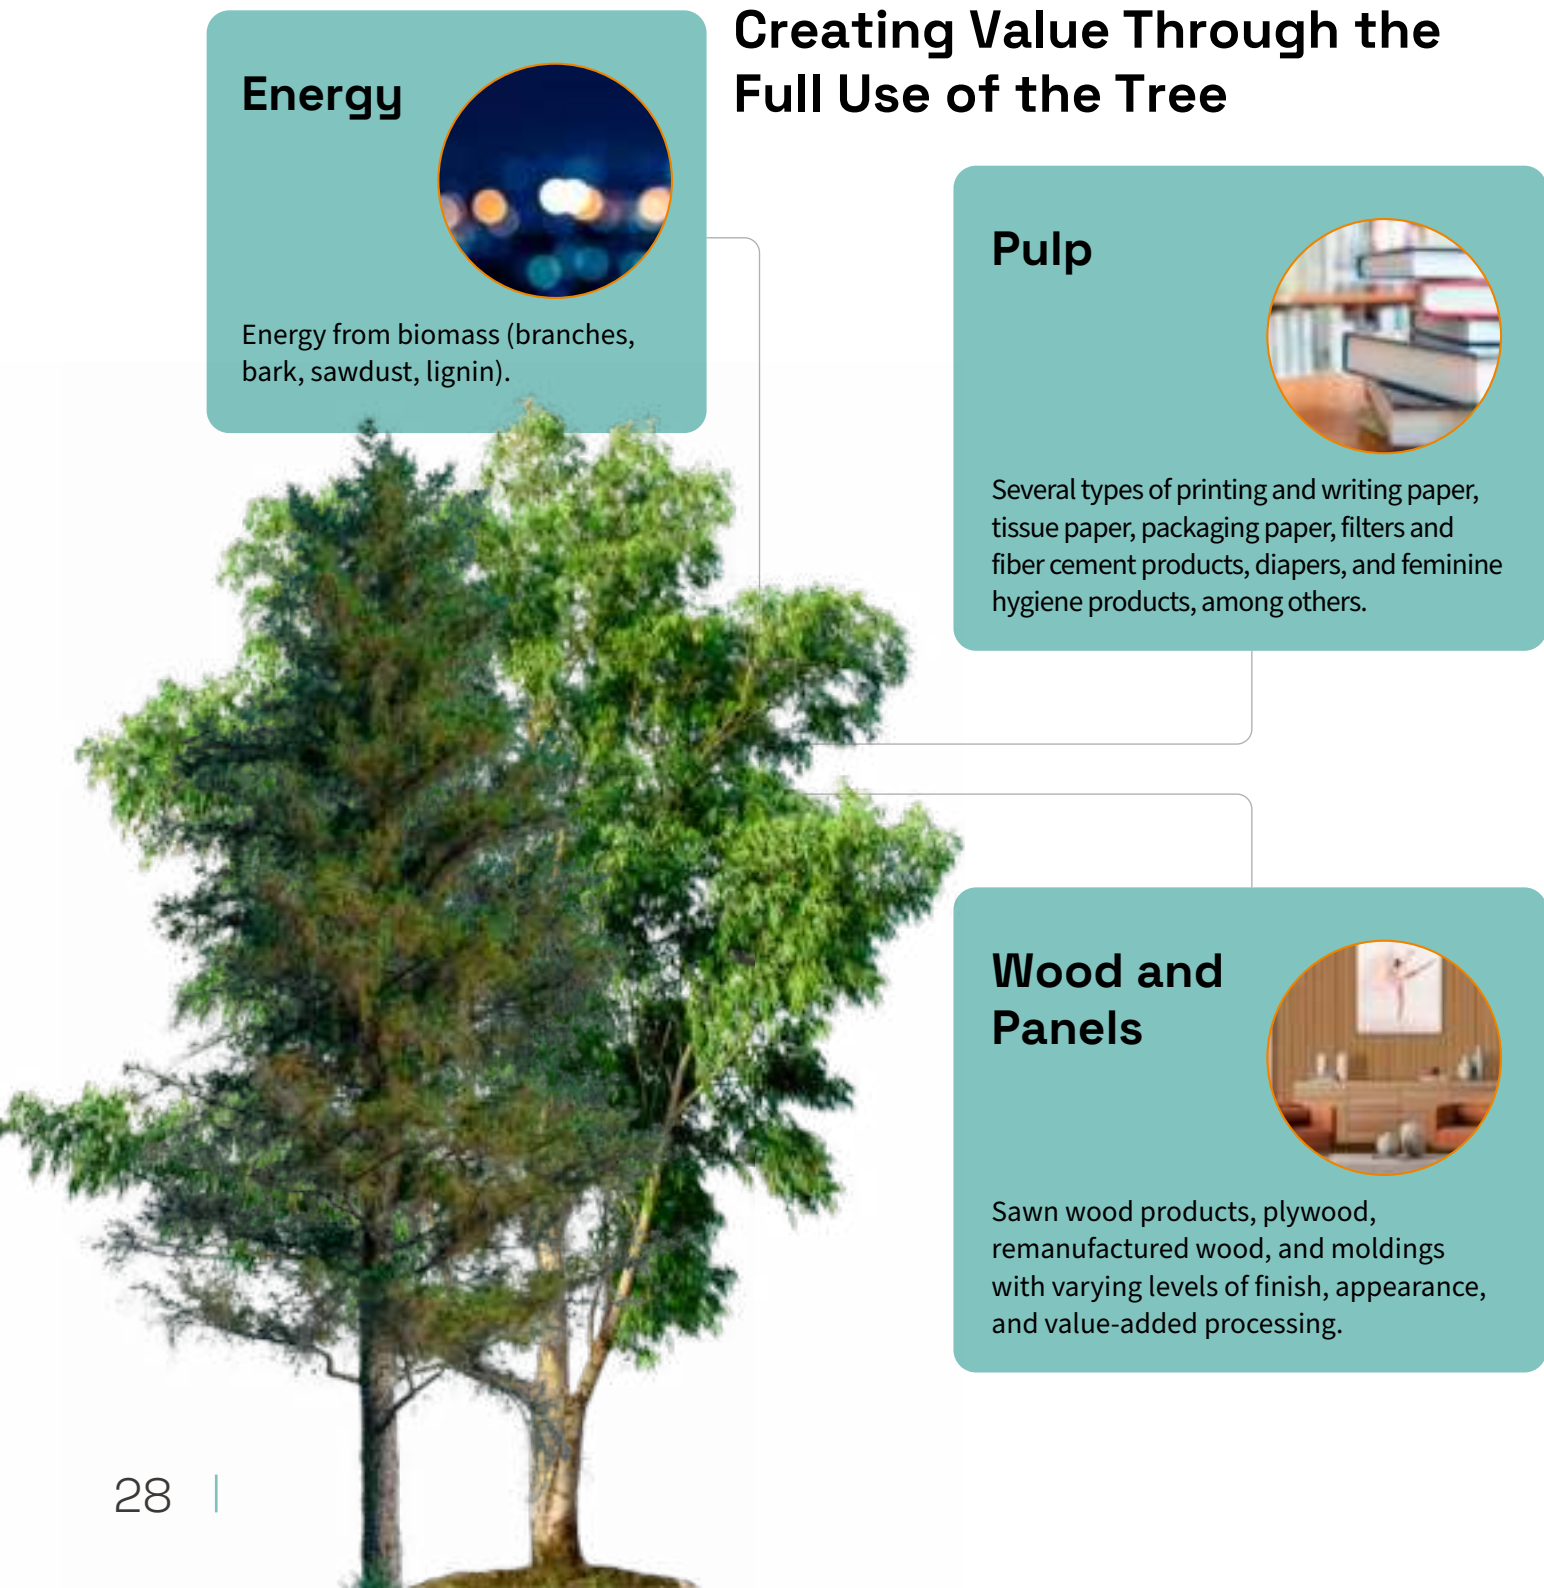 Creating Value Through the
Full Use of the Tree
Energy
Energy from biomass (branches,
bark, sawdust, lignin).
Pulp
Several types of printing and writing paper,
tissue paper, packaging paper, filters and
fiber cement products, diapers, and feminine
hygiene products, among others.
Wood and
Panels
Sawn wood products, plywood,
remanufactured wood, and moldings
with varying levels of finish, appearance,
and value-added processing.
28